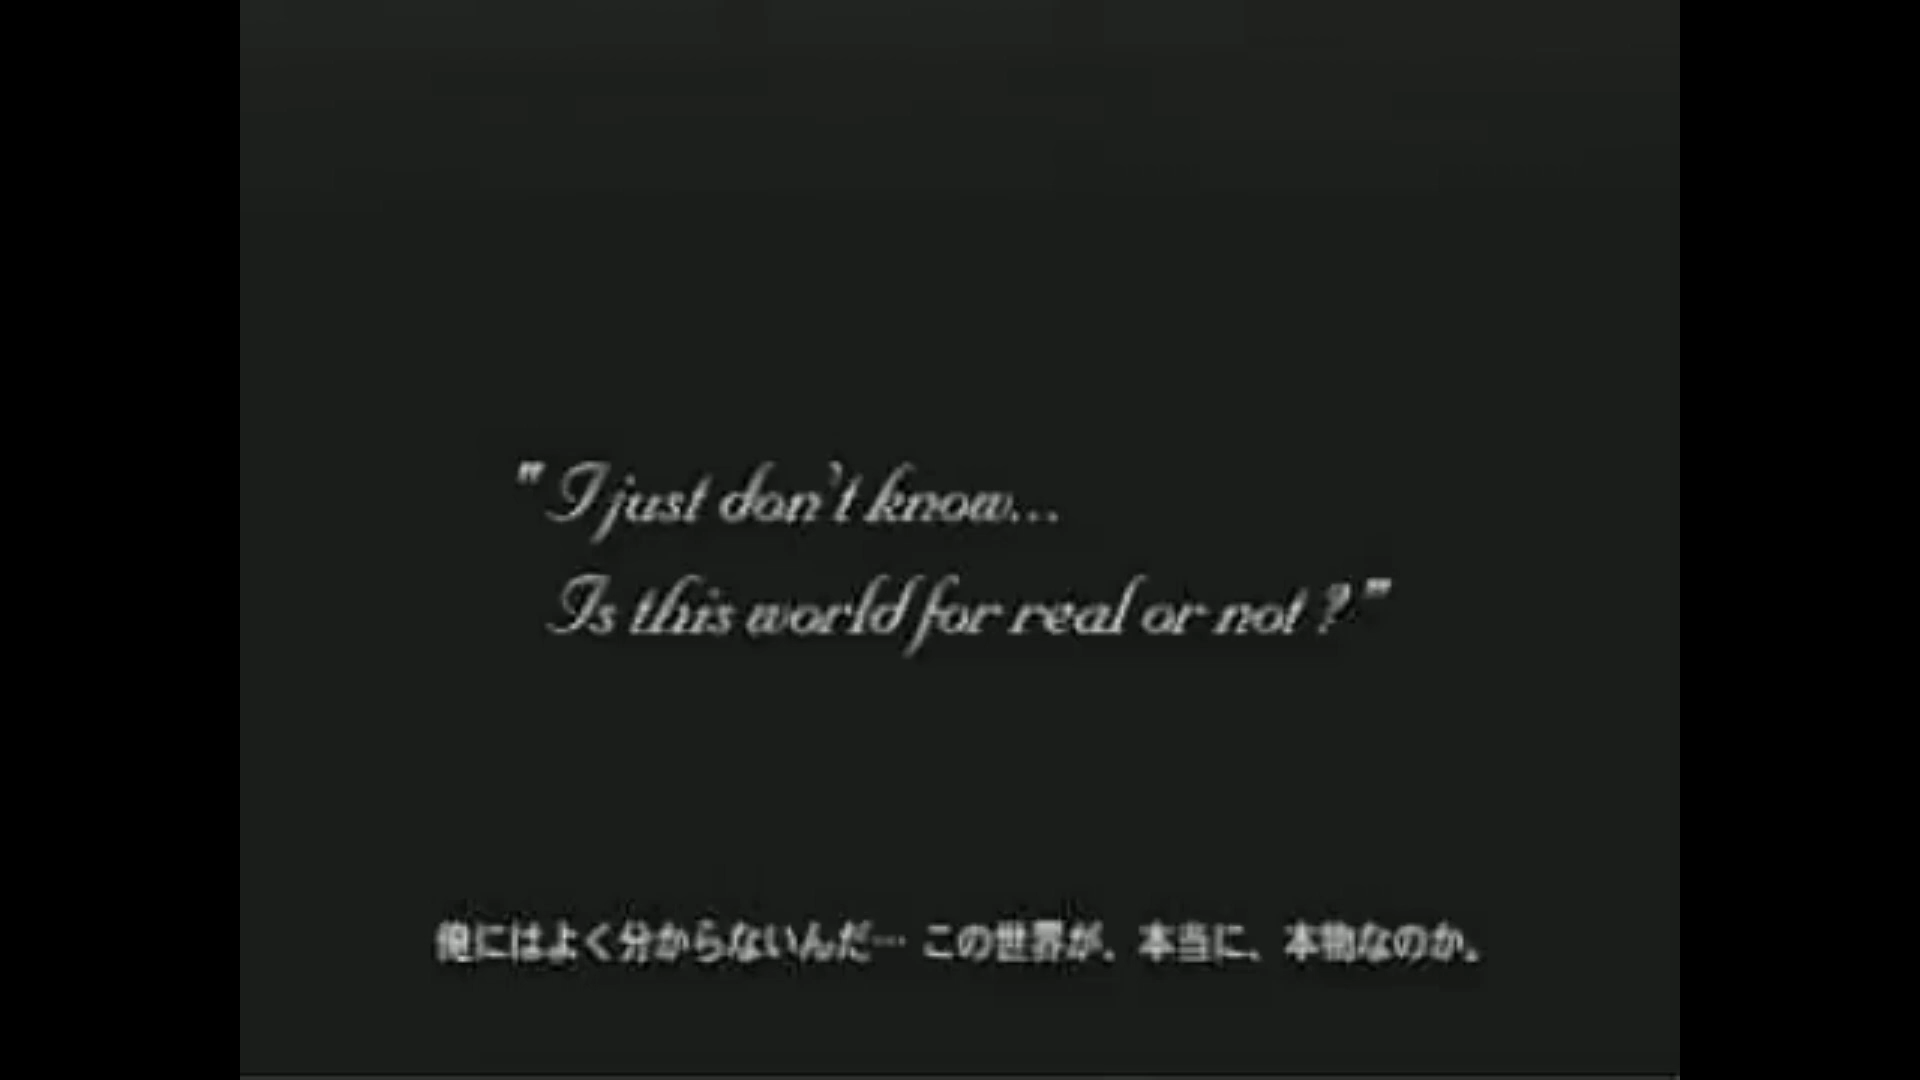 "I just don't know...
Is this world for real or not?"
俺にはよく分からないんだ… この世界が、本当に、本物なのか。